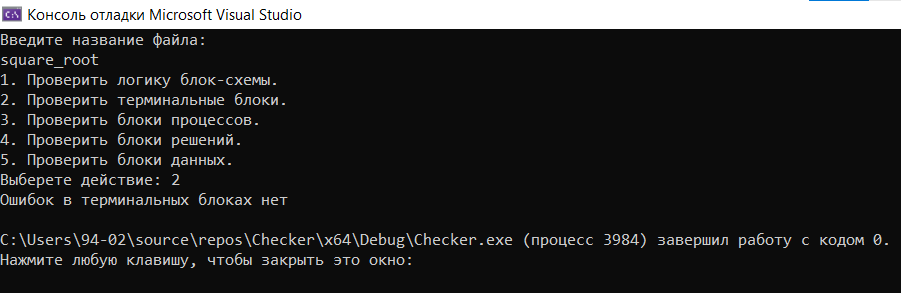 Консоль отладки Microsoft Visual Studio
Введите название файла:
square_root
1. Проверить логику блок-схемы.
2. Проверить терминальные блоки.
3. Проверить блоки процессов.
4. Проверить блоки решений.
5. Проверить блоки данных.
Выберете действие: 2
Ошибок в терминальных блоках нет
C:\Users\94-02\source\repos\Checker\x64\Debug\Checker.exe (процесс 3984) завершил работу с кодом 0.
Нажмите любую клавишу, чтобы закрыть это окно: